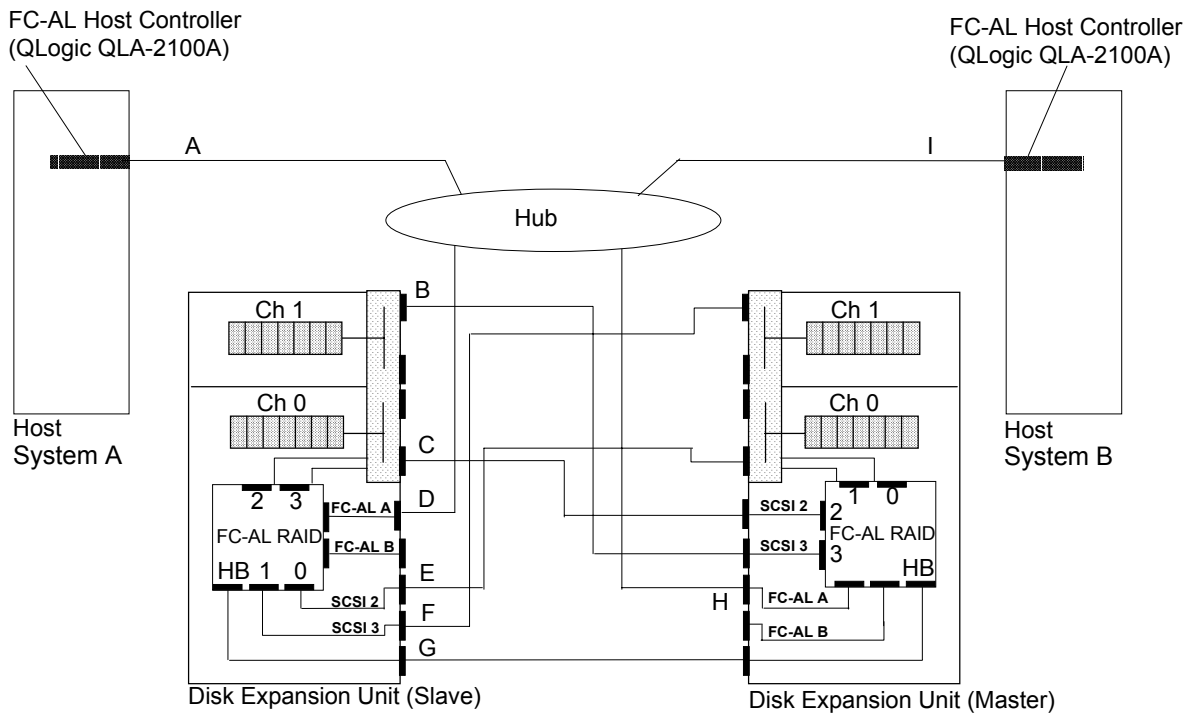 FC-AL Host Controller
(QLogic QLA-2100A)
FC-AL Host Controller
(QLogic QLA-2100A)
A
I
Hub
B
Ch 1
Ch 1
Ch 0
Ch 0
C
Host
System A
Host
System B
2 3
FC-AL RAID
HB 1 0
FC-AL A
FC-AL B
D
SCSI 2
SCSI 3
E
F
G
1 0
SCSI 2
2
FC-AL RAID
SCSI 3
3
HB
H
FC-AL A
FC-AL B
Disk Expansion Unit (Slave)
Disk Expansion Unit (Master)